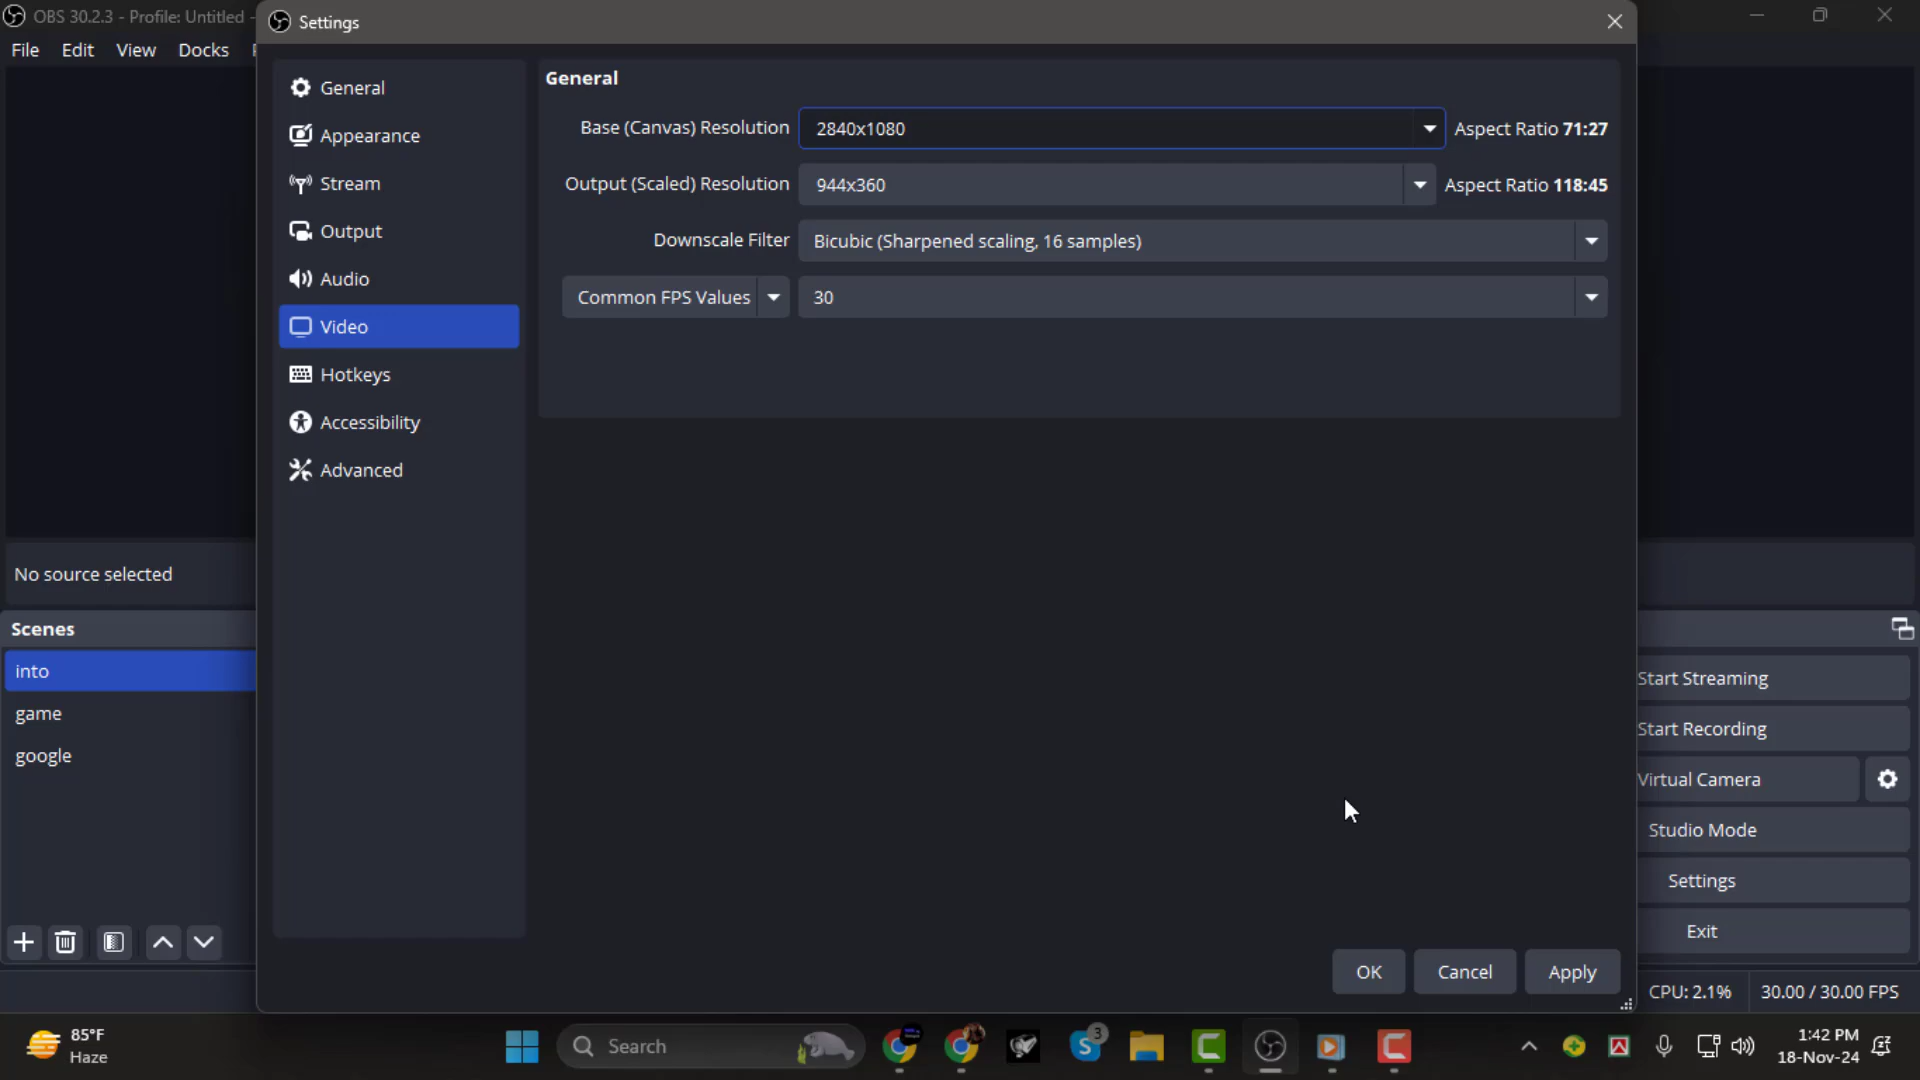 OBS 30.2.3 - Profile: Untitled -
Settings
File Edit View Docks
General
Appearance
Stream
Output
Audio
Video
Hotkeys
Accessibility
Advanced
General
Base (Canvas) Resolution 2840x1080 Aspect Ratio 71:27
Output (Scaled) Resolution 944x360 Aspect Ratio 118:45
Downscale Filter Bicubic (Sharpened scaling, 16 samples)
Common FPS Values 30
No source selected
Scenes
into
game
google
Start Streaming
Start Recording
Virtual Camera
Studio Mode
Settings
Exit
OK Cancel Apply
CPU: 2.1% 30.00 / 30.00 FPS
85°F
Haze
Search
3
1:42 PM
18-Nov-24